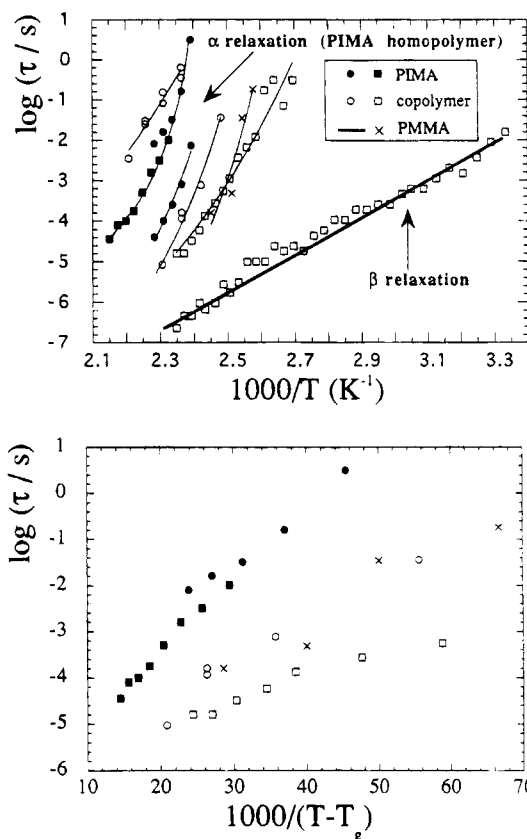 log (τ / s)
1
0
-1
-2
-3
-4
-5
-6
-7
α relaxation (PIMA homopolymer)
PIMA
copolymer
PMMA
β relaxation
2.1 2.3 2.5 2.7 2.9 3.1 3.3
1000/T (K⁻¹)
log (τ / s)
1
0
-1
-2
-3
-4
-5
-6
10 20 30 40 50 60 70
1000/(T-Tg)